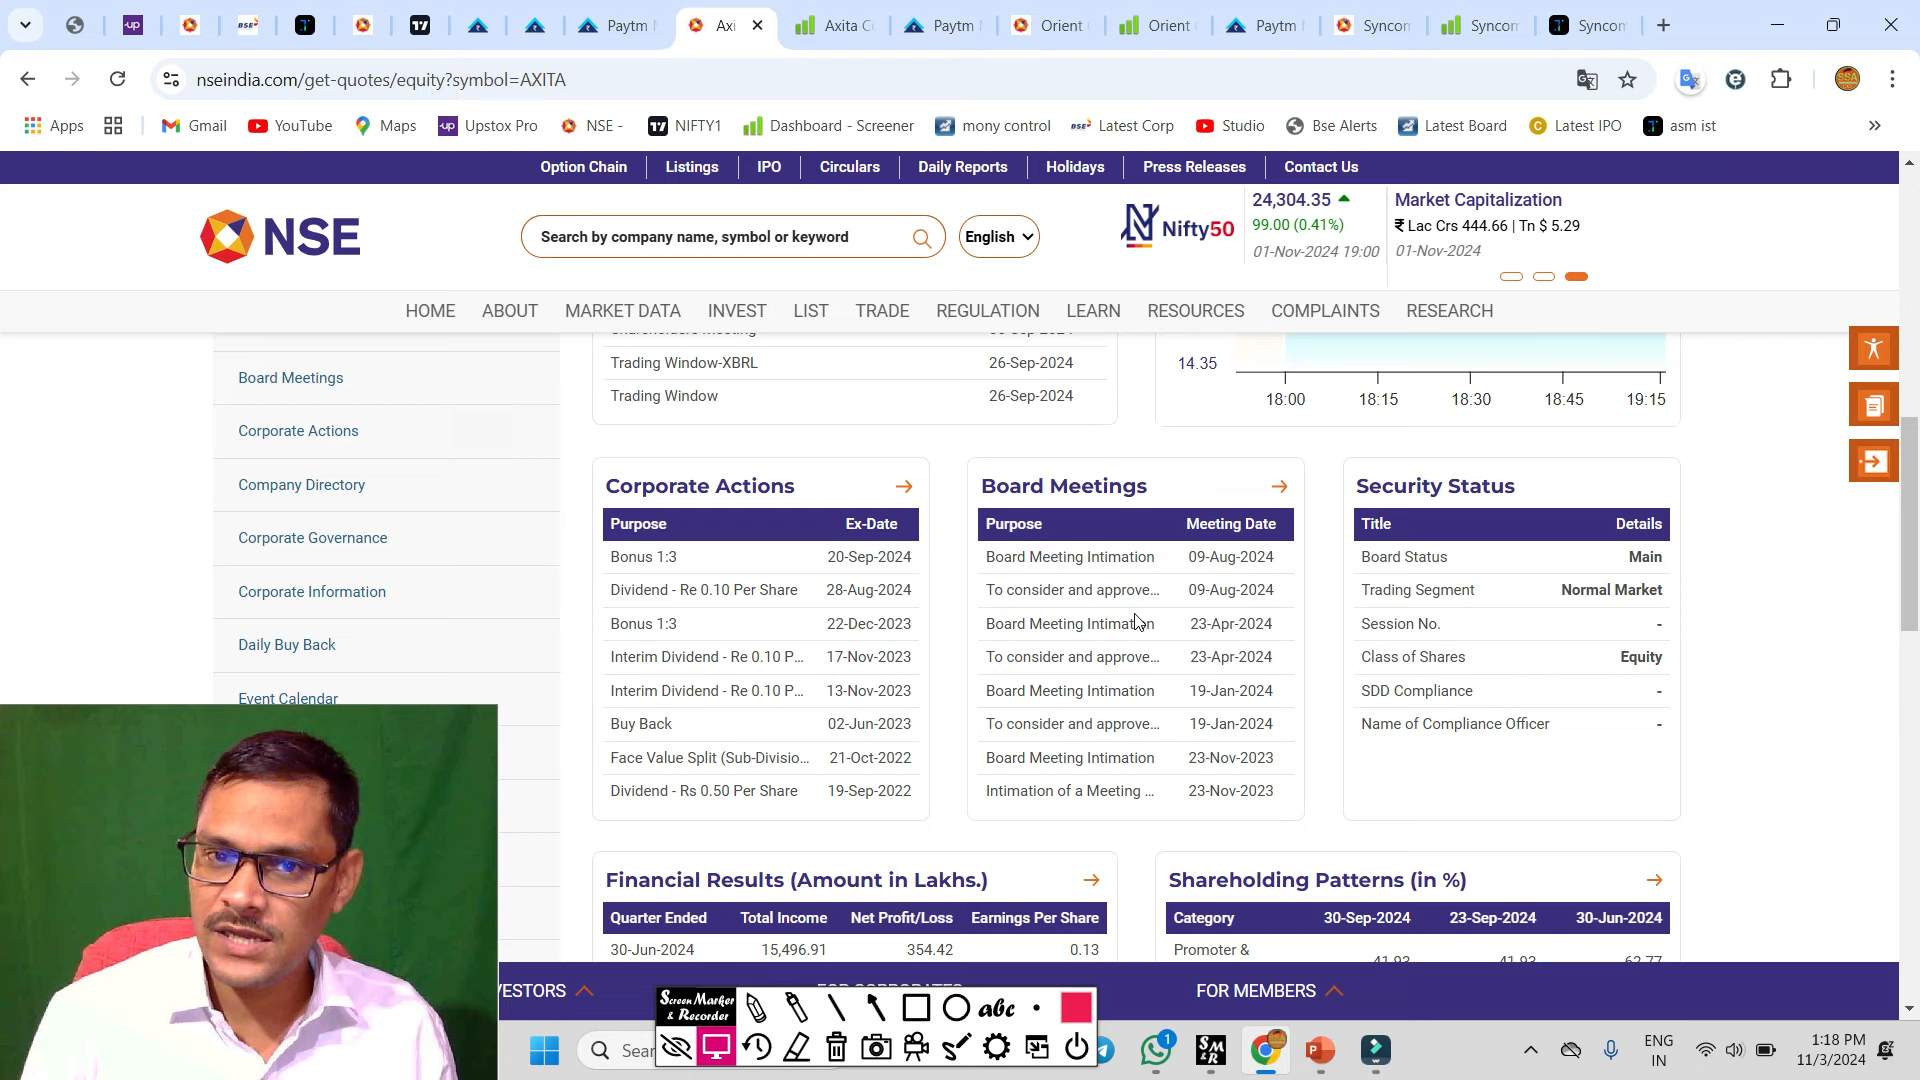 up
BSE
Paytm
Axi
Axita C
Paytm
Orient
Orient
Paytm
Syncom
Syncom
Syncom
nseindia.com/get-quotes/equity?symbol=AXITA
Apps
Gmail
YouTube
Maps
Upstox Pro
NSE -
NIFTY1
Dashboard - Screener
mony control
Latest Corp
Studio
Bse Alerts
Latest Board
Latest IPO
asm ist
Option Chain
Listings
IPO
Circulars
Daily Reports
Holidays
Press Releases
Contact Us
NSE
Search by company name, symbol or keyword
English
Nifty50
24,304.35
99.00 (0.41%)
01-Nov-2024 19:00
Market Capitalization
₹ Lac Crs 444.66 | Tn $ 5.29
01-Nov-2024
HOME ABOUT MARKET DATA INVEST LIST TRADE REGULATION LEARN RESOURCES COMPLAINTS RESEARCH
Board Meetings
Corporate Actions
Company Directory
Corporate Governance
Corporate Information
Daily Buy Back
Event Calendar
Trading Window-XBRL 26-Sep-2024
Trading Window 26-Sep-2024
14.35
18:00 18:15 18:30 18:45 19:15
Corporate Actions
Purpose Ex-Date
Bonus 1:3 20-Sep-2024
Dividend - Re 0.10 Per Share 28-Aug-2024
Bonus 1:3 22-Dec-2023
Interim Dividend - Re 0.10 P... 17-Nov-2023
Interim Dividend - Re 0.10 P... 13-Nov-2023
Buy Back 02-Jun-2023
Face Value Split (Sub-Divisio... 21-Oct-2022
Dividend - Rs 0.50 Per Share 19-Sep-2022
Board Meetings
Purpose Meeting Date
Board Meeting Intimation 09-Aug-2024
To consider and approve... 09-Aug-2024
Board Meeting Intimation 23-Apr-2024
To consider and approve... 23-Apr-2024
Board Meeting Intimation 19-Jan-2024
To consider and approve... 19-Jan-2024
Board Meeting Intimation 23-Nov-2023
Intimation of a Meeting ... 23-Nov-2023
Security Status
Title Details
Board Status Main
Trading Segment Normal Market
Session No. -
Class of Shares Equity
SDD Compliance -
Name of Compliance Officer -
Financial Results (Amount in Lakhs.)
Quarter Ended Total Income Net Profit/Loss Earnings Per Share
30-Jun-2024 15,496.91 354.42 0.13
Shareholding Patterns (in %)
Category 30-Sep-2024 23-Sep-2024 30-Jun-2024
Promoter & 41.93 41.93 62.77
VESTORS
FOR MEMBERS
Screen Marker
& Recorder
abc
Sear
1
ENG
IN
1:18 PM
11/3/2024